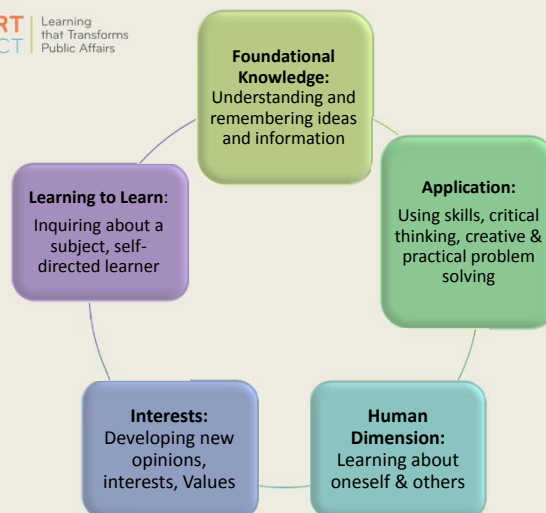 RT
CT
Learning
that Transforms
Public Affairs
Foundational
Knowledge:
Understanding and
remembering ideas
and information
Application:
Using skills, critical
thinking, creative &
practical problem
solving
Human
Dimension:
Learning about
oneself & others
Interests:
Developing new
opinions,
interests, Values
Learning to Learn:
Inquiring about a
subject, self-
directed learner